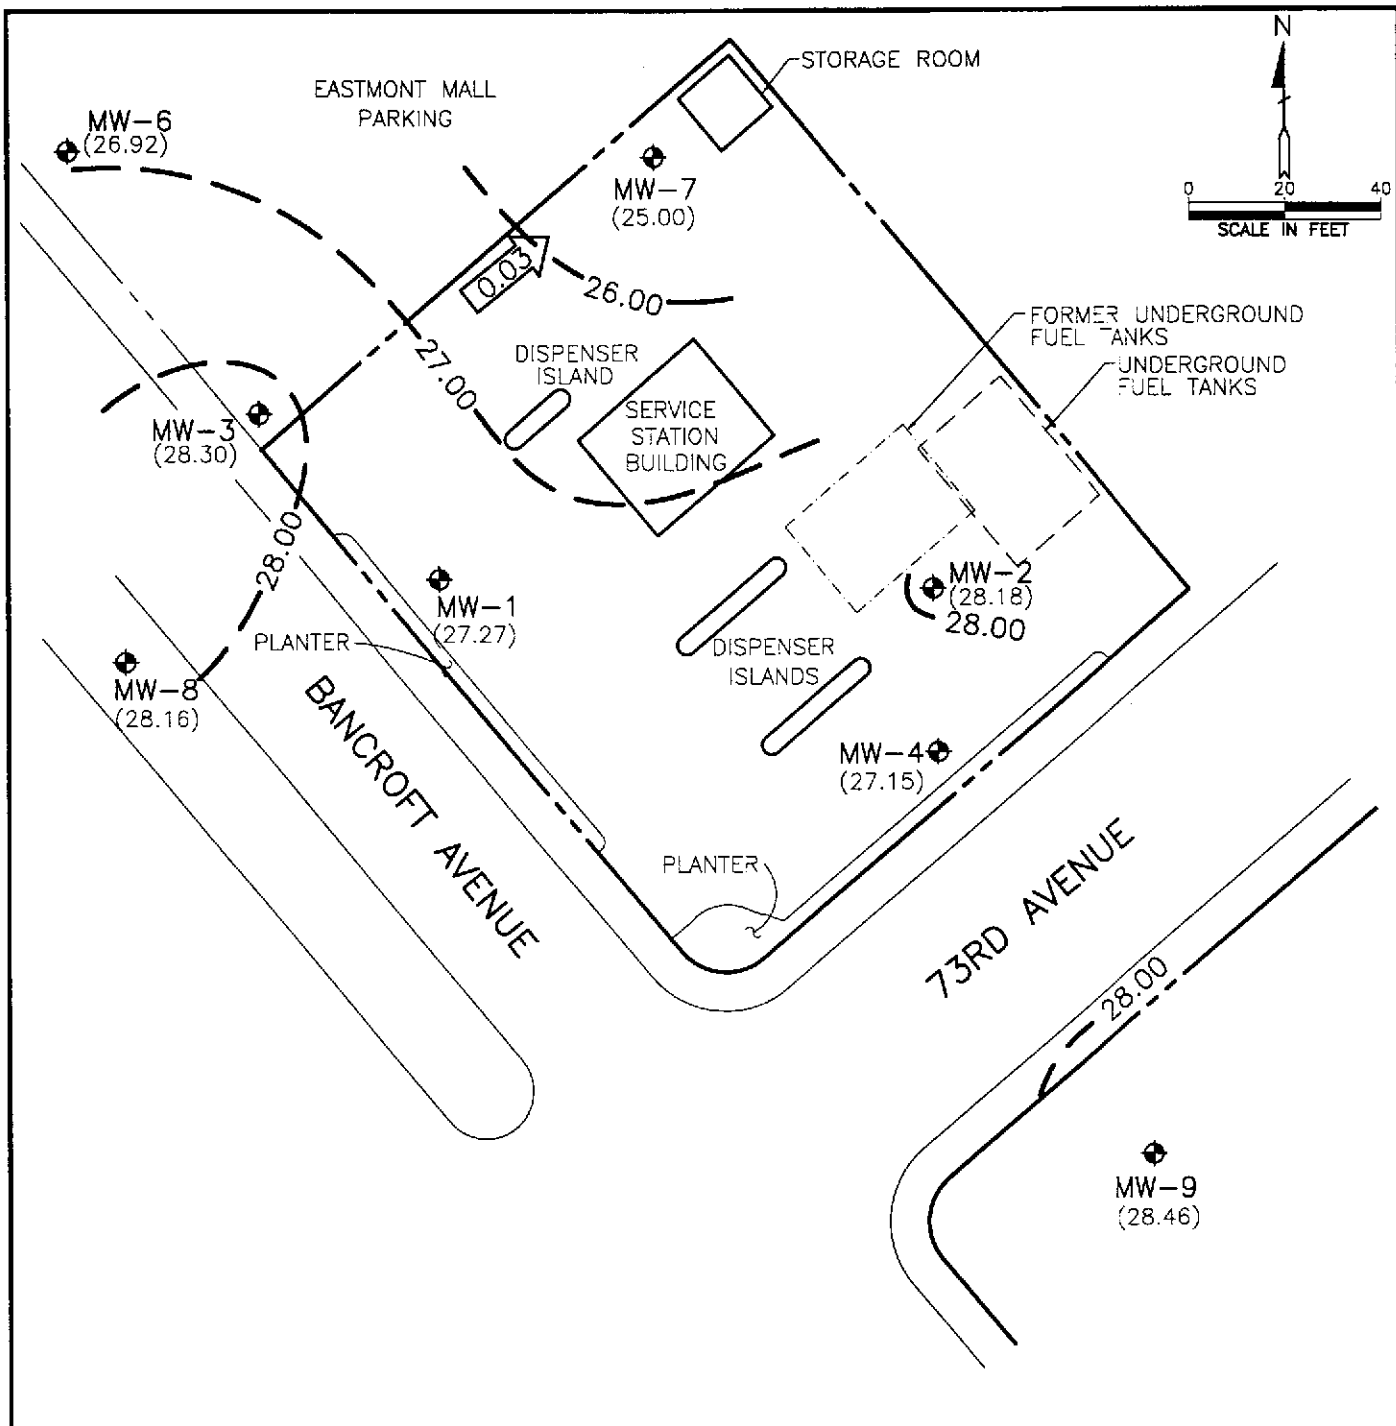 N
STORAGE ROOM
EASTMONT MALL
PARKING
MW-6
(26.92)
MW-7
(25.00)
0 20 40
SCALE IN FEET
0.03
26.00
FORMER UNDERGROUND
FUEL TANKS
UNDERGROUND
FUEL TANKS
27.00
DISPENSER
ISLAND
SERVICE
STATION
BUILDING
MW-3
(28.30)
28.00
MW-1
(27.27)
MW-2
(28.18)
28.00
PLANTER
DISPENSER
ISLANDS
MW-8
(28.16)
BANCROFT AVENUE
MW-4
(27.15)
PLANTER
73RD AVENUE
28.00
MW-9
(28.46)